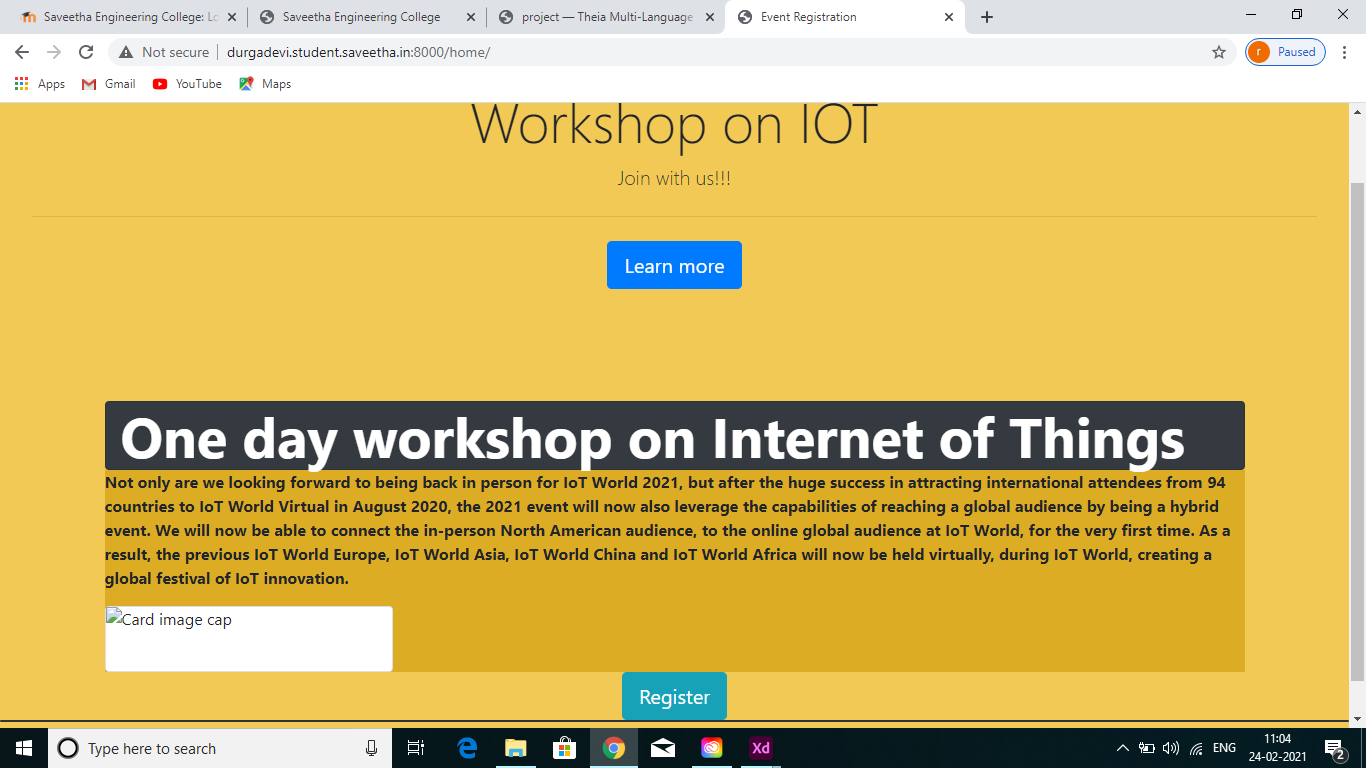 Saveetha Engineering College: Lo
Saveetha Engineering College
project — Theia Multi-Language
Event Registration
Not secure
durgadevi.student.saveetha.in:8000/home/
r
Paused
Apps
Gmail
YouTube
Maps
Workshop on IOT
Join with us!!!
Learn more
One day workshop on Internet of Things
Not only are we looking forward to being back in person for IoT World 2021, but after the huge success in attracting international attendees from 94
countries to IoT World Virtual in August 2020, the 2021 event will now also leverage the capabilities of reaching a global audience by being a hybrid
event. We will now be able to connect the in-person North American audience, to the online global audience at IoT World, for the very first time. As a
result, the previous IoT World Europe, IoT World Asia, IoT World China and IoT World Africa will now be held virtually, during IoT World, creating a
global festival of IoT innovation.
Card image cap
Register
Type here to search
Xd
ENG
11:04
24-02-2021
2